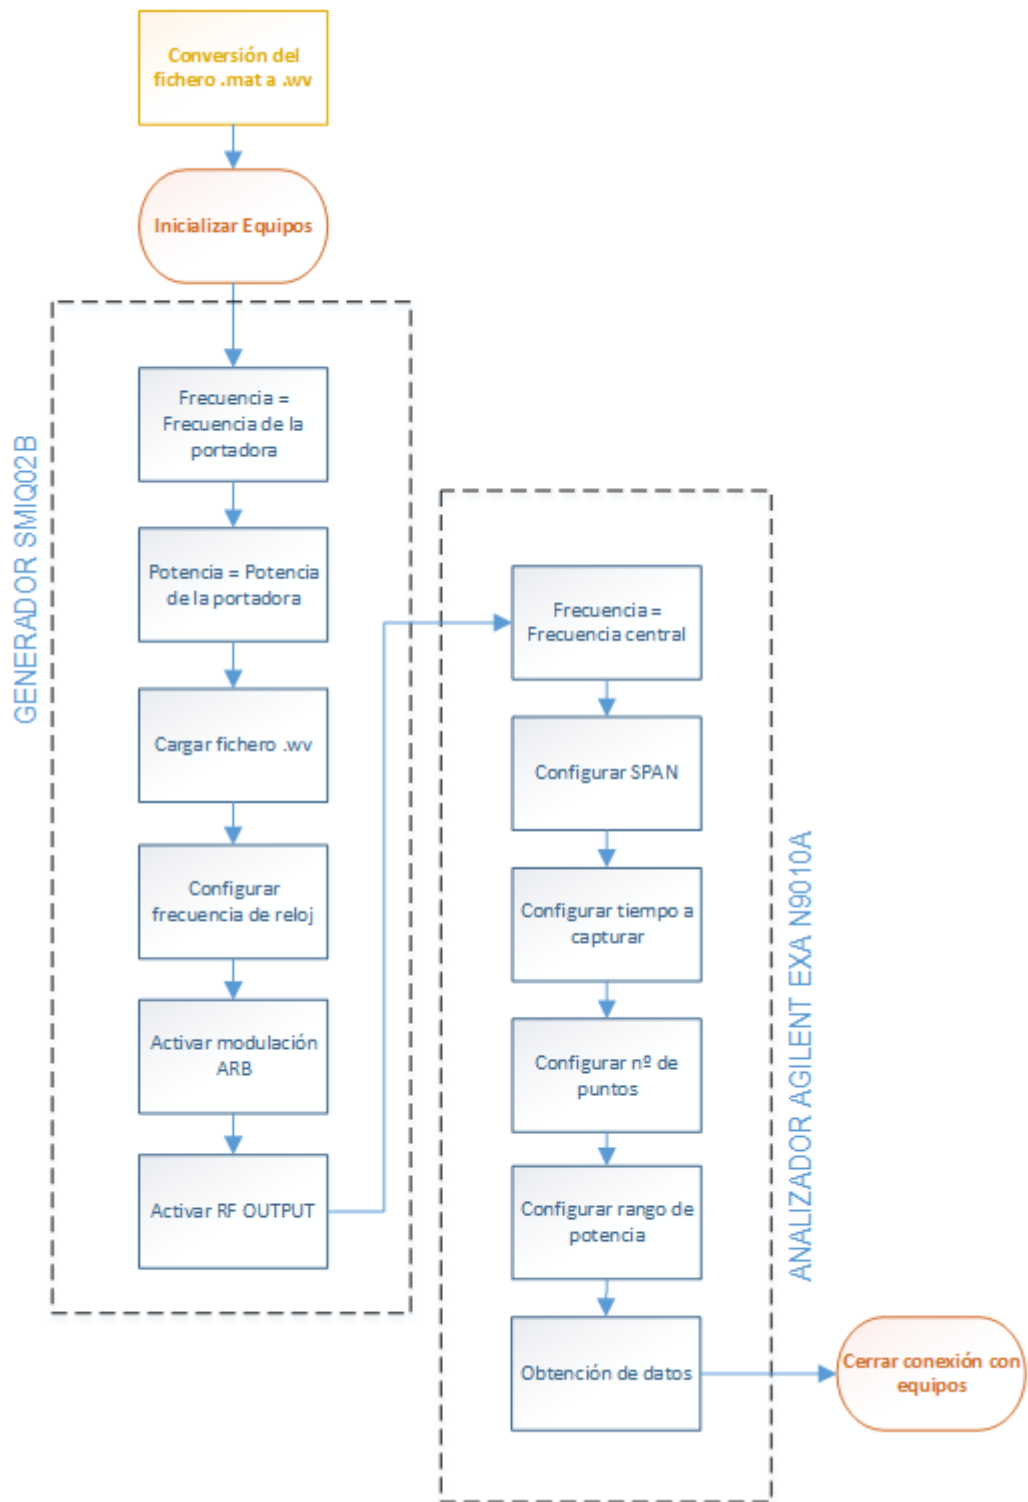 Conversión del
fichero .mat a .wv
Inicializar Equipos
GENERADOR SMIQ02B
Frecuencia =
Frecuencia de la
portadora
Potencia = Potencia
de la portadora
Cargar fichero .wv
Configurar
frecuencia de reloj
Activar modulación
ARB
Activar RF OUTPUT
Frecuencia =
Frecuencia central
Configurar SPAN
Configurar tiempo a
capturar
Configurar nº de
puntos
Configurar rango de
potencia
Obtención de datos
ANALIZADOR AGILENT EXA N9010A
Cerrar conexión con
equipos